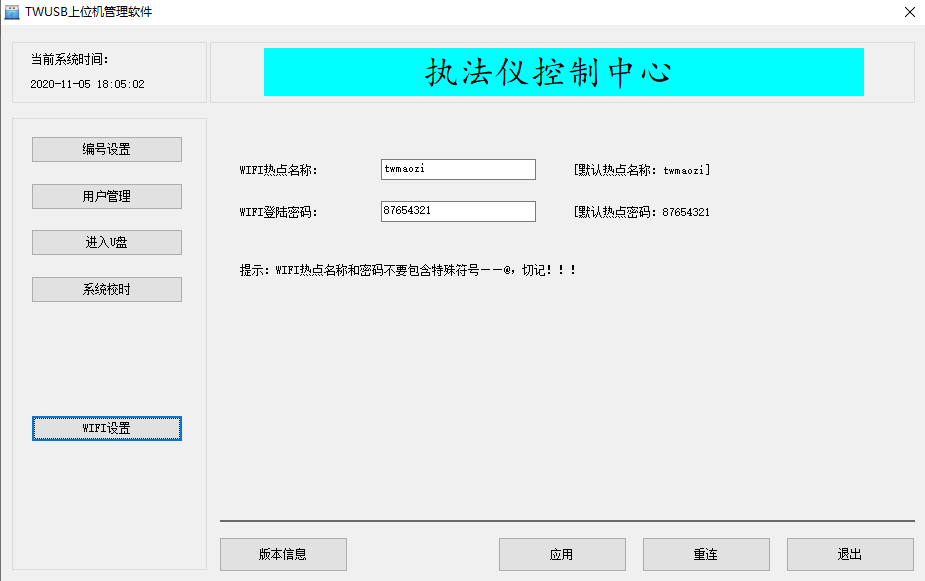 TWUSB上位机管理软件
当前系统时间：
2020-11-05 18:05:02
执法仪控制中心
编号设置
用户管理
进入U盘
系统校时
WIFI设置
WIFI热点名称： twmaozi [默认热点名称：twmaozi]
WIFI登陆密码： 87654321 [默认热点密码：87654321
提示：WIFI热点名称和密码不要包含特殊符号——@，切记！！！
版本信息 应用 重连 退出